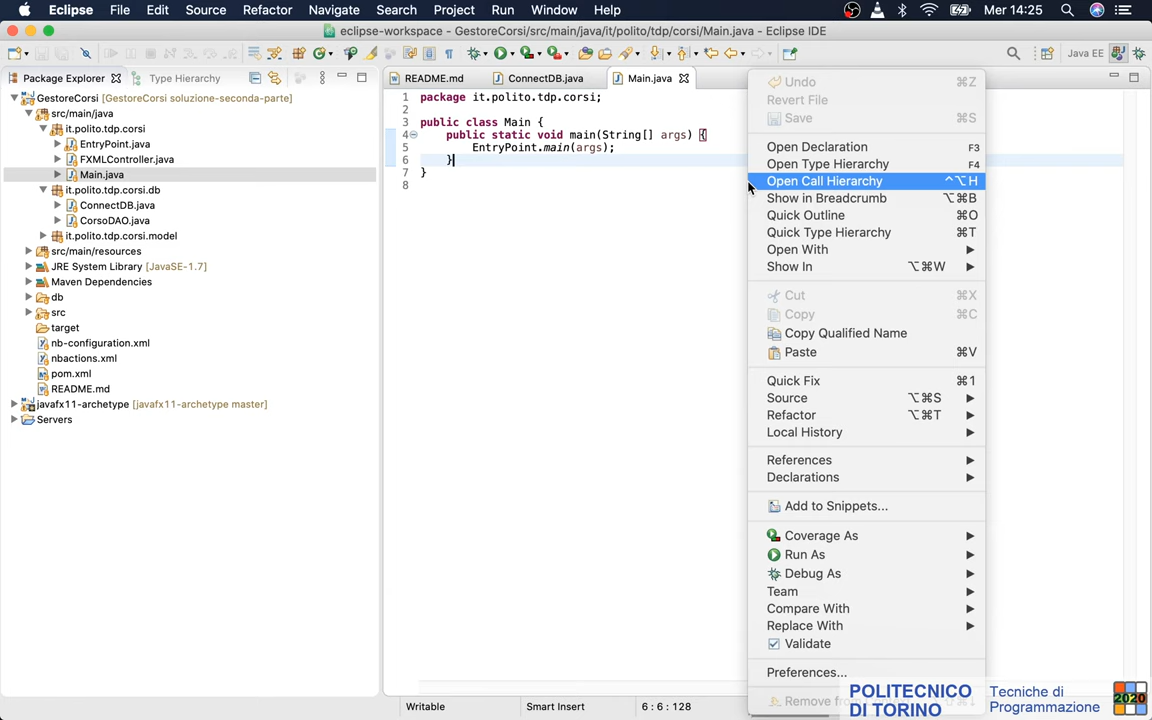 Eclipse File Edit Source Refactor Navigate Search Project Run Window Help Mer 14:25
eclipse-workspace - GestoreCorsi/src/main/java/it/polito/tdp/corsi/Main.java - Eclipse IDE
Java EE
Package Explorer Type Hierarchy
README.md ConnectDB.java Main.java
GestoreCorsi [GestoreCorsi soluzione-seconda-parte]
src/main/java
it.polito.tdp.corsi
EntryPoint.java
FXMLController.java
Main.java
it.polito.tdp.corsi.db
ConnectDB.java
CorsoDAO.java
it.polito.tdp.corsi.model
src/main/resources
JRE System Library [JavaSE-1.7]
Maven Dependencies
db
src
target
nb-configuration.xml
nbactions.xml
pom.xml
README.md
javafx11-archetype [javafx11-archetype master]
Servers
1 package it.polito.tdp.corsi;
2
3 public class Main {
4 public static void main(String[] args) {
5 EntryPoint.main(args);
6 }
7 }
8
Undo ⌘Z
Revert File
Save ⌘S
Open Declaration F3
Open Type Hierarchy F4
Open Call Hierarchy ^⌥H
Show in Breadcrumb ⌥⌘B
Quick Outline ⌘O
Quick Type Hierarchy ⌘T
Open With
Show In ⌥⌘W
Cut ⌘X
Copy ⌘C
Copy Qualified Name
Paste ⌘V
Quick Fix ⌘1
Source ⌥⌘S
Refactor ⌥⌘T
Local History
References
Declarations
Add to Snippets...
Coverage As
Run As
Debug As
Team
Compare With
Replace With
Validate
Preferences...
Remove from
Writable Smart Insert 6 : 6 : 128
POLITECNICO
DI TORINO
Tecniche di
Programmazione
2020